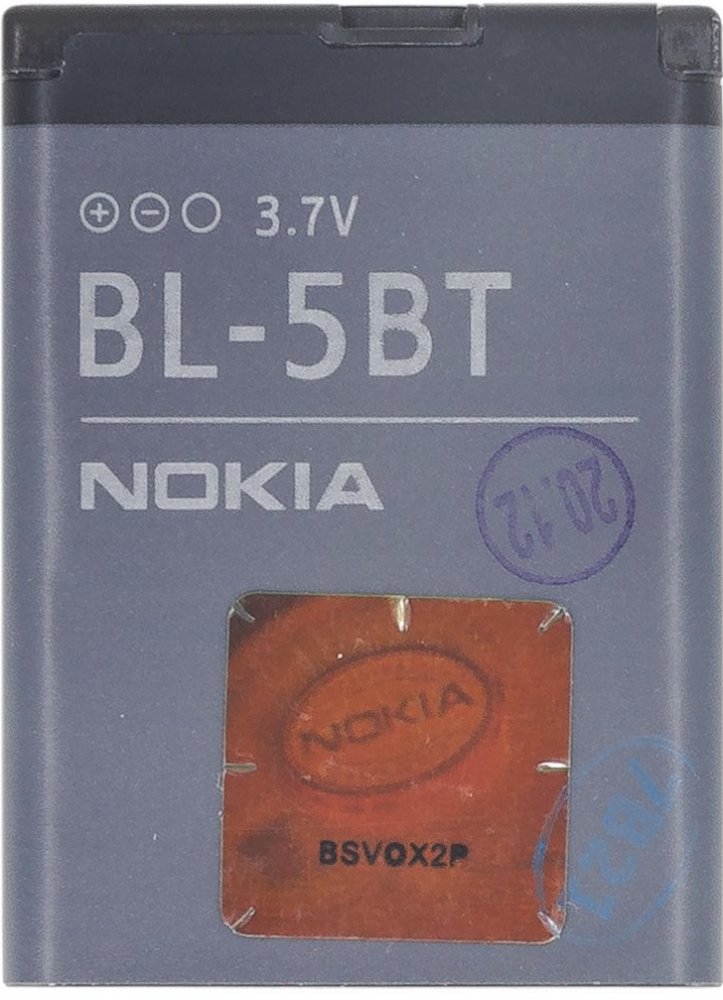 3.7V
BL-5BT
NOKIA
20.12
NOKIA
BSVOX2P